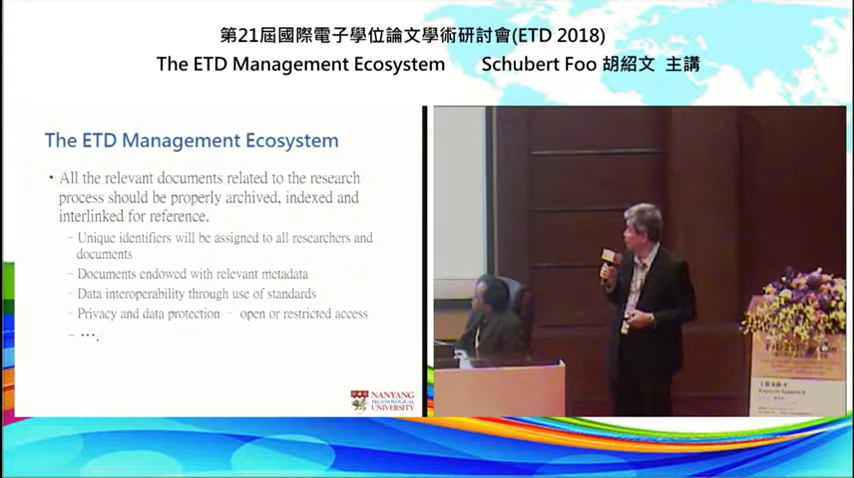 第21屆國際電子學位論文學術研討會(ETD 2018)
The ETD Management Ecosystem Schubert Foo 胡紹文 主講
The ETD Management Ecosystem
• All the relevant documents related to the research
process should be properly archived, indexed and
interlinked for reference.
– Unique identifiers will be assigned to all researchers and
documents
– Documents endowed with relevant metadata
– Data interoperability through use of standards
– Privacy and data protection – open or restricted access
– ….
NANYANG
TECHNOLOGICAL
UNIVERSITY